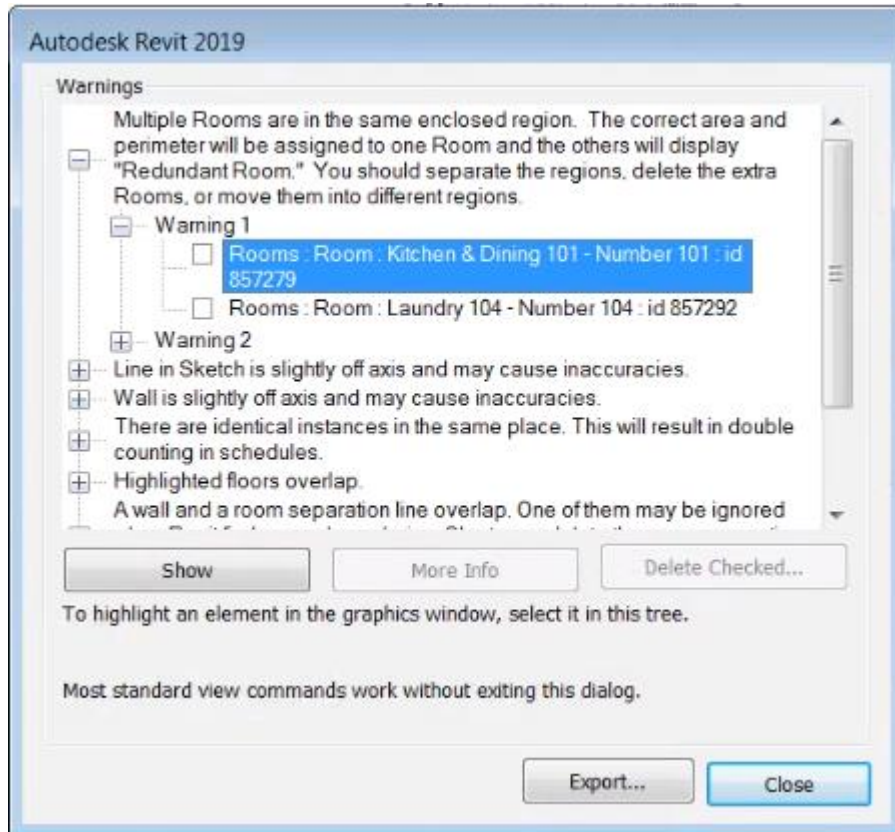 Autodesk Revit 2019
Warnings
Multiple Rooms are in the same enclosed region.  The correct area and
perimeter will be assigned to one Room and the others will display
"Redundant Room."  You should separate the regions, delete the extra
Rooms, or move them into different regions.
Warning 1
Rooms : Room : Kitchen & Dining 101 - Number 101 : id
857279
Rooms : Room : Laundry 104 - Number 104 : id 857292
Warning 2
Line in Sketch is slightly off axis and may cause inaccuracies.
Wall is slightly off axis and may cause inaccuracies.
There are identical instances in the same place. This will result in double
counting in schedules.
Highlighted floors overlap.
A wall and a room separation line overlap. One of them may be ignored
Show
More Info
Delete Checked...
To highlight an element in the graphics window, select it in this tree.
Most standard view commands work without exiting this dialog.
Export...
Close